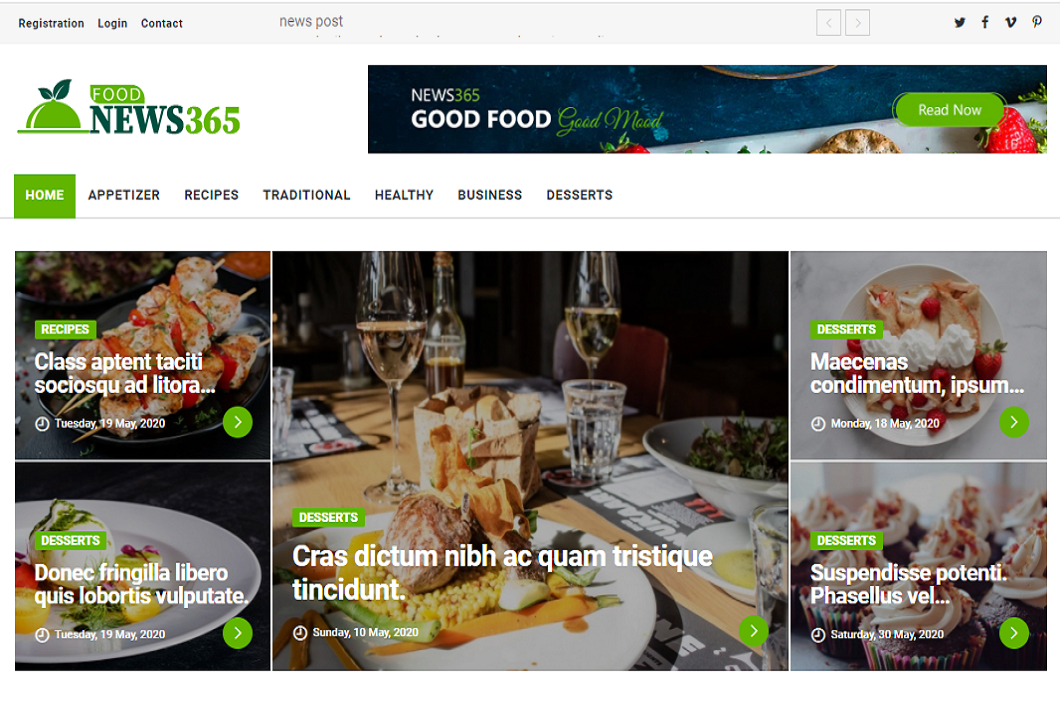 Registration Login Contact
news post
FOOD
NEWS365
NEWS365
GOOD FOOD Good Mood
Read Now
HOME APPETIZER RECIPES TRADITIONAL HEALTHY BUSINESS DESSERTS
RECIPES
Class aptent taciti
sociosqu ad litora...
Tuesday, 19 May, 2020
DESSERTS
Donec fringilla libero
quis lobortis vulputate.
Tuesday, 19 May, 2020
DESSERTS
Cras dictum nibh ac quam tristique
tincidunt.
Sunday, 10 May, 2020
DESSERTS
Maecenas
condimentum, ipsum...
Monday, 18 May, 2020
DESSERTS
Suspendisse potenti.
Phasellus vel...
Saturday, 30 May, 2020